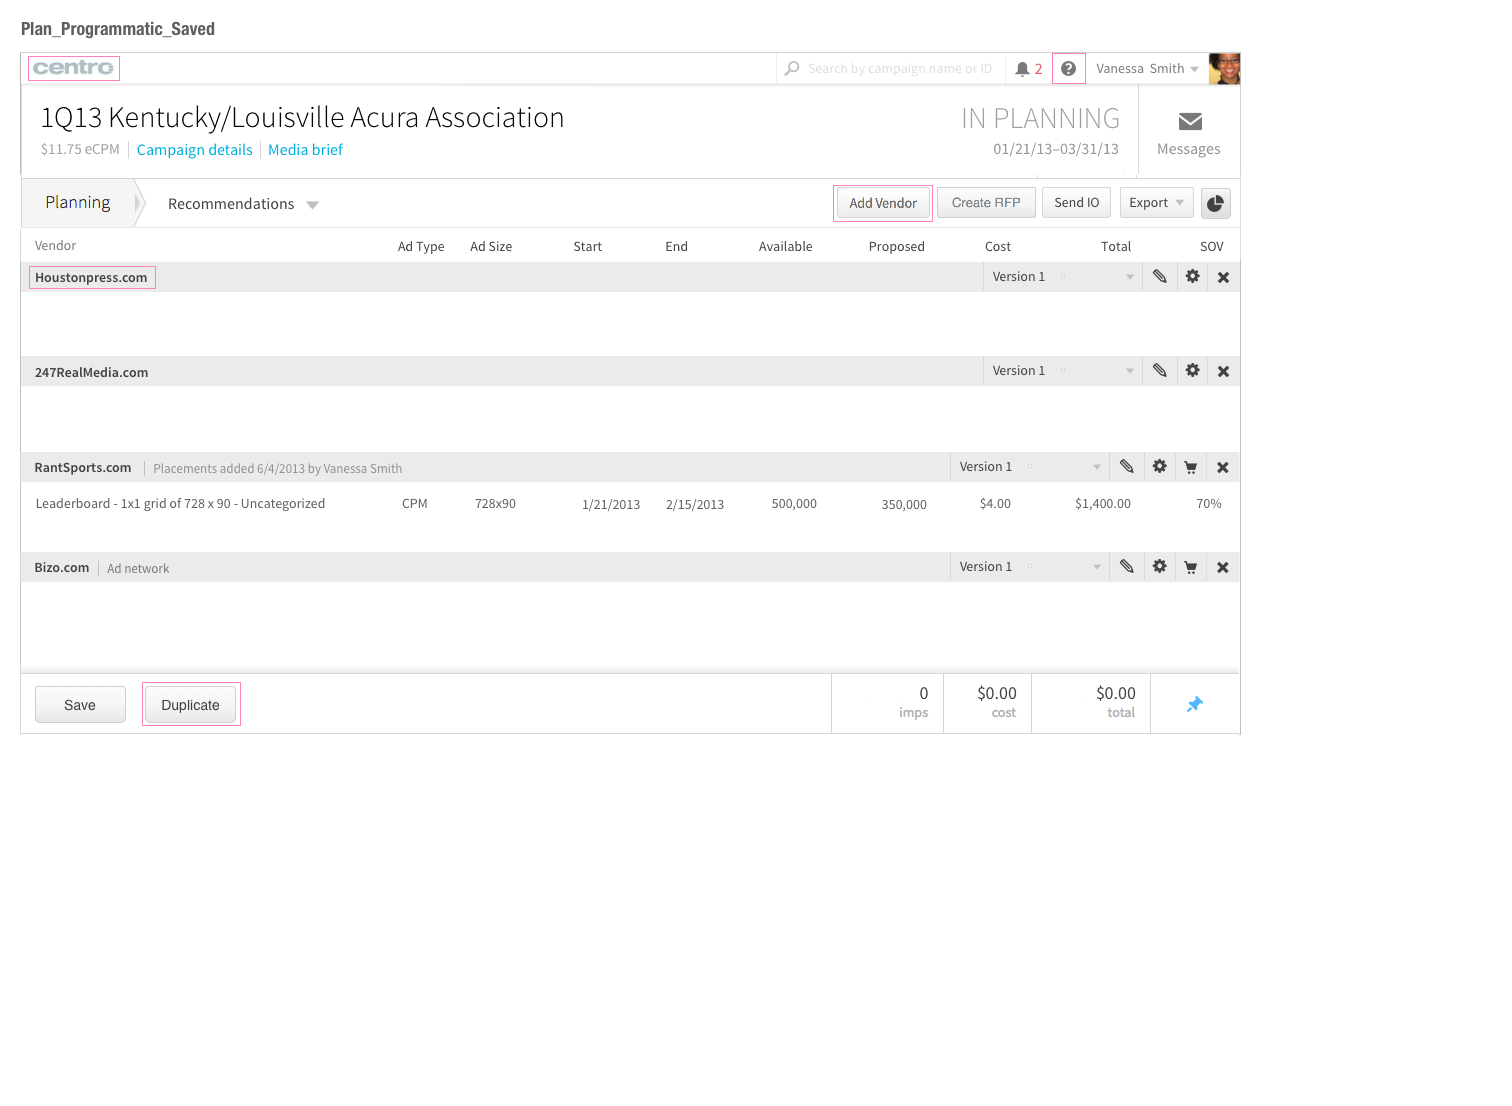 Plan_Programmatic_Saved
centro
Search by campaign name or ID
2
?
Vanessa Smith
1Q13 Kentucky/Louisville Acura Association
IN PLANNING
$11.75 eCPM
Campaign details
Media brief
01/21/13–03/31/13
Messages
Planning
Recommendations
Add Vendor
Create RFP
Send IO
Export
Vendor Ad Type Ad Size Start End Available Proposed Cost Total SOV
Houstonpress.com Version 1
247RealMedia.com Version 1
RantSports.com Placements added 6/4/2013 by Vanessa Smith Version 1
Leaderboard - 1x1 grid of 728 x 90 - Uncategorized CPM 728x90 1/21/2013 2/15/2013 500,000 350,000 $4.00 $1,400.00 70%
Bizo.com Ad network Version 1
Save
Duplicate
0 $0.00 $0.00
imps cost total